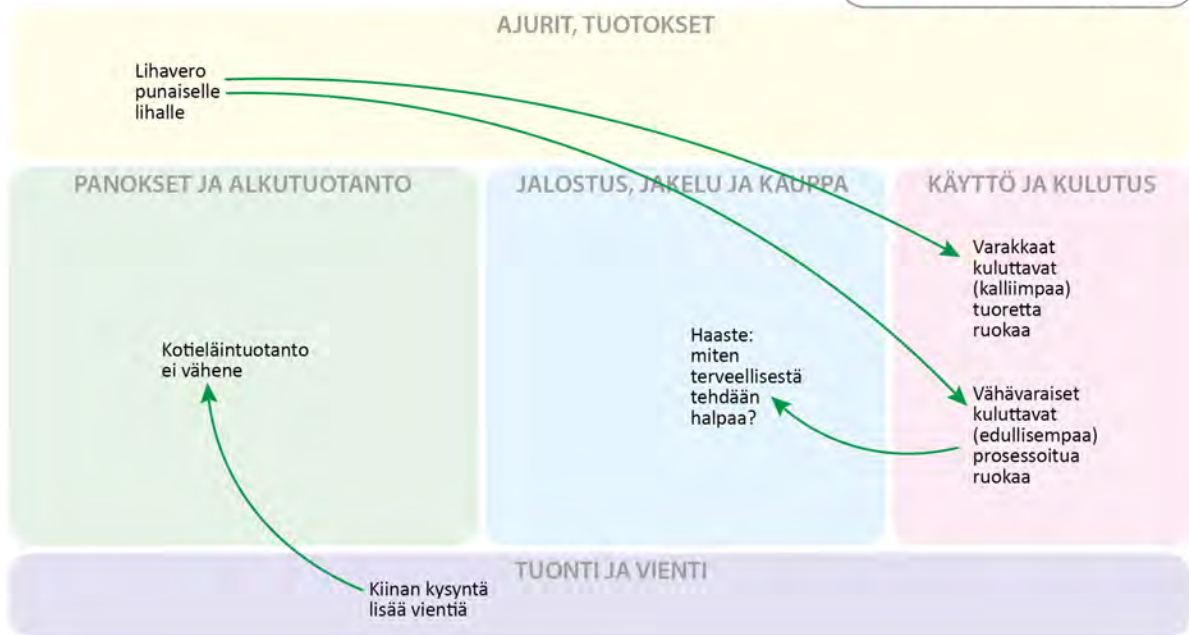 AJURIT, TUOTOKSET
Lihavero
punaiselle
lihalle
PANOKSET JA ALKUTUOTANTO
Kotieläintuotanto
ei vähene
JALOSTUS, JAKELU JA KAUPPA
Haaste:
miten
terveellisestä
tehdään
halpaa?
KÄYTTÖ JA KULUTUS
Varakkaat
kuluttavat
(kalliimpaa)
tuoretta
ruokaa
Vähävaraiset
kuluttavat
(edullisempaa)
prosessoitua
ruokaa
TUONTI JA VIENTI
Kiinan kysyntä
lisää vientiä